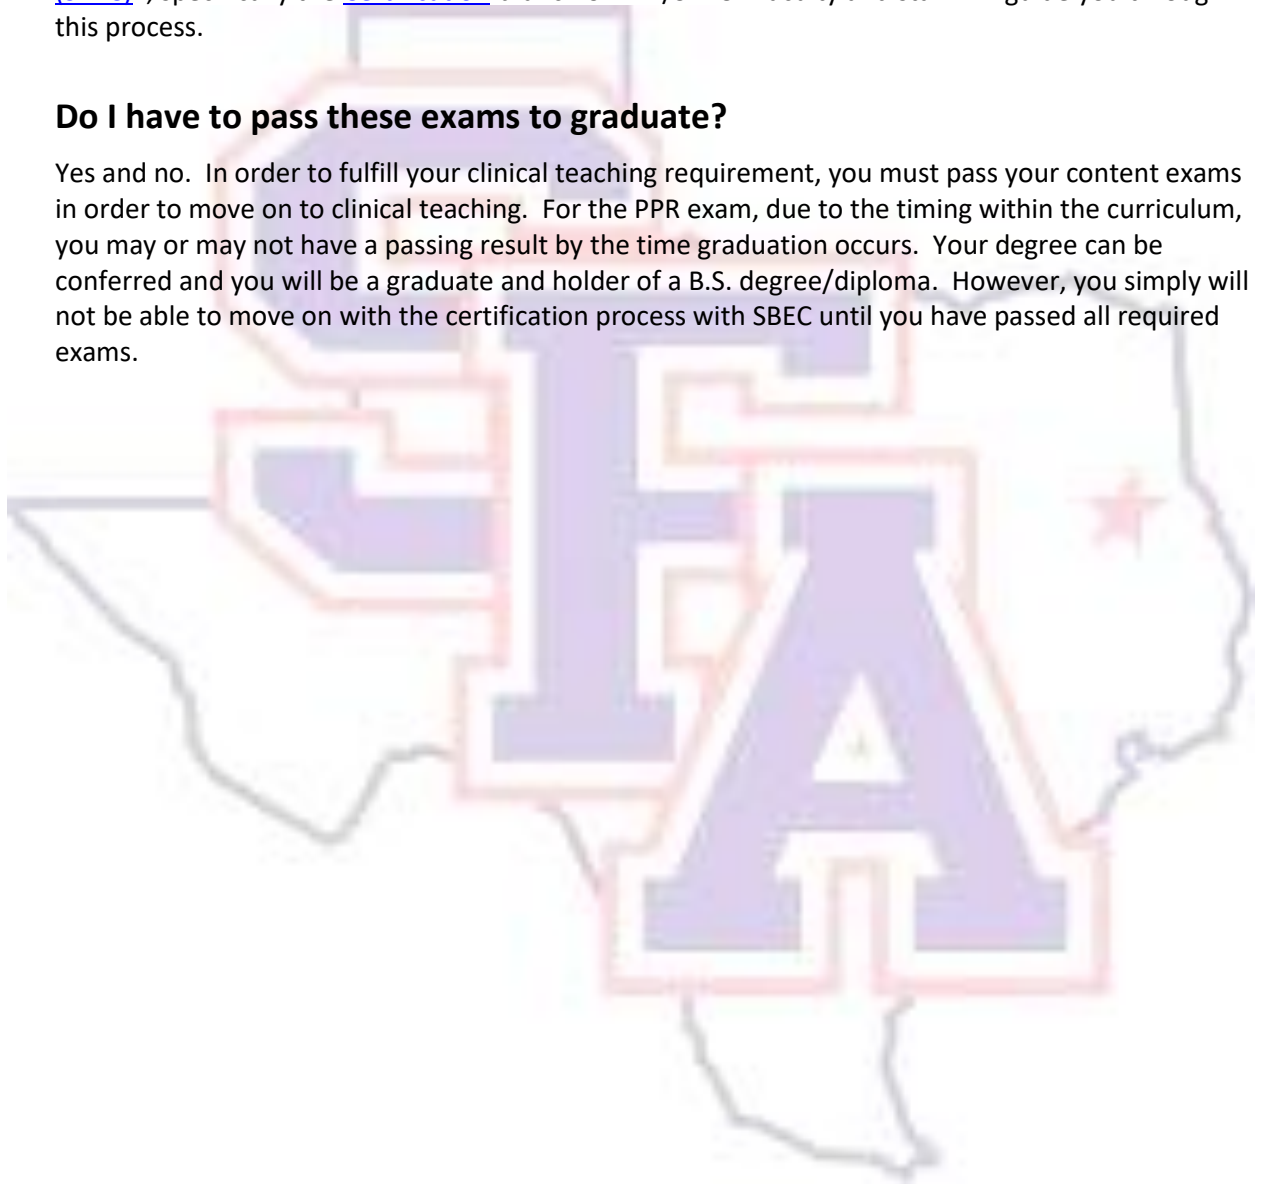 this process.
Do I have to pass these exams to graduate?
Yes and no. In order to fulfill your clinical teaching requirement, you must pass your content exams
in order to move on to clinical teaching. For the PPR exam, due to the timing within the curriculum,
you may or may not have a passing result by the time graduation occurs. Your degree can be
conferred and you will be a graduate and holder of a B.S. degree/diploma. However, you simply will
not be able to move on with the certification process with SBEC until you have passed all required
exams.
SFA